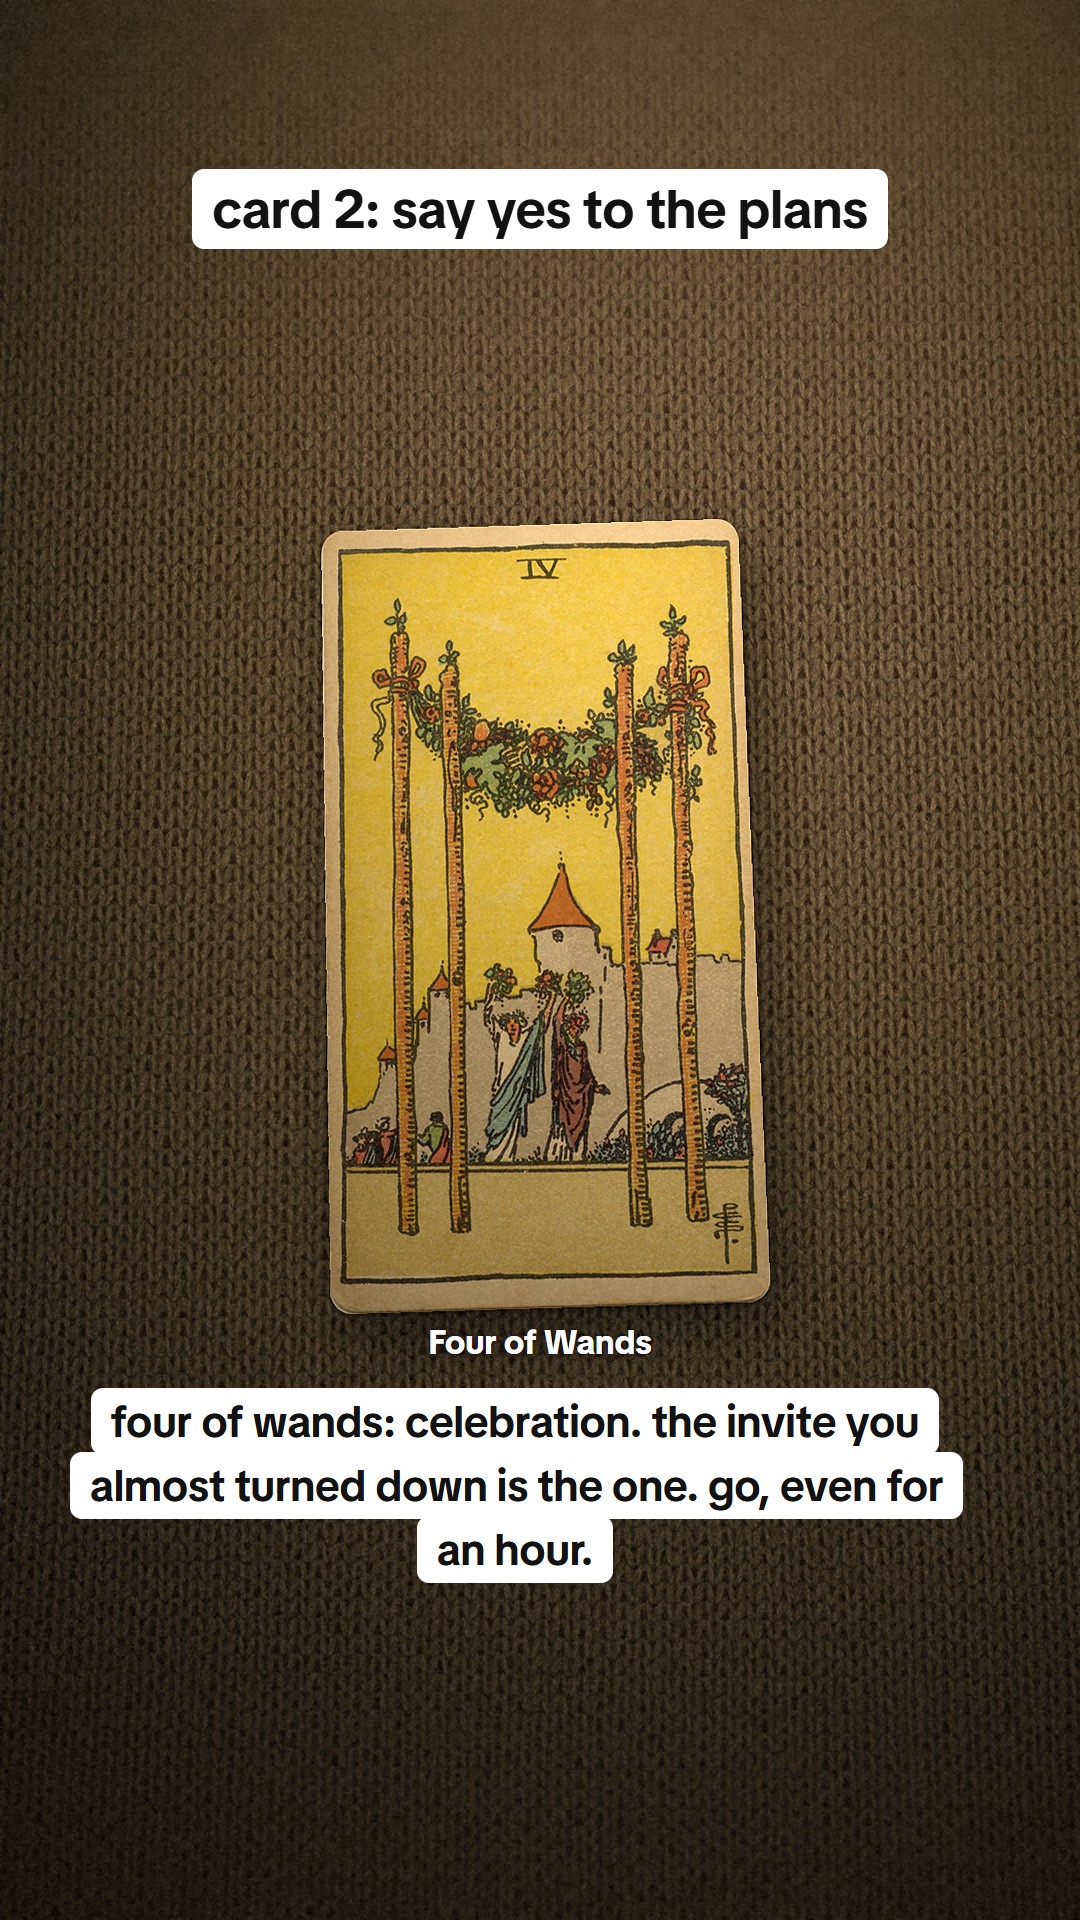 card 2: say yes to the plans
IV
Four of Wands
four of wands: celebration. the invite you
almost turned down is the one. go, even for
an hour.